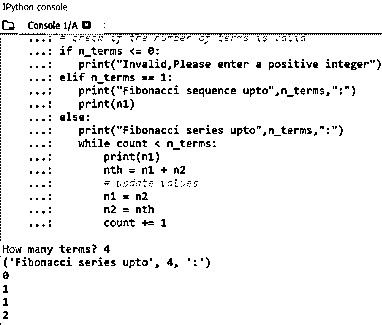 IPython console
Console 1/A
...: # check if the number of terms is valid
...: if n_terms <= 0:
...:     print("Invalid,Please enter a positive integer")
...: elif n_terms == 1:
...:     print("Fibonacci sequence upto",n_terms,":")
...:     print(n1)
...: else:
...:     print("Fibonacci series upto",n_terms,":")
...:     while count < n_terms:
...:         print(n1)
...:         nth = n1 + n2
...:         # update values
...:         n1 = n2
...:         n2 = nth
...:         count += 1
How many terms? 4
('Fibonacci series upto', 4, ':')
0
1
1
2